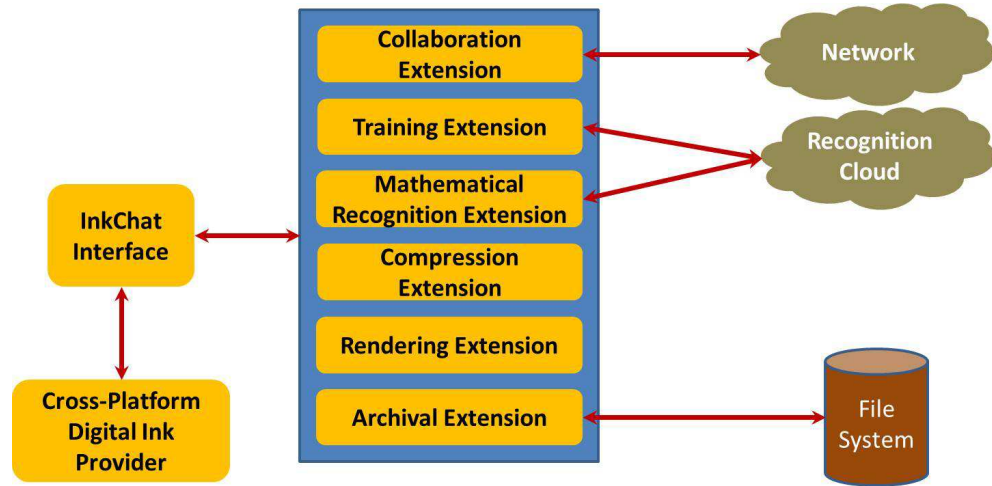 Collaboration
Extension
Network
Training Extension
Recognition
Cloud
Mathematical
Recognition Extension
InkChat
Interface
Compression
Extension
Rendering Extension
Cross-Platform
Digital Ink
Provider
Archival Extension
File
System